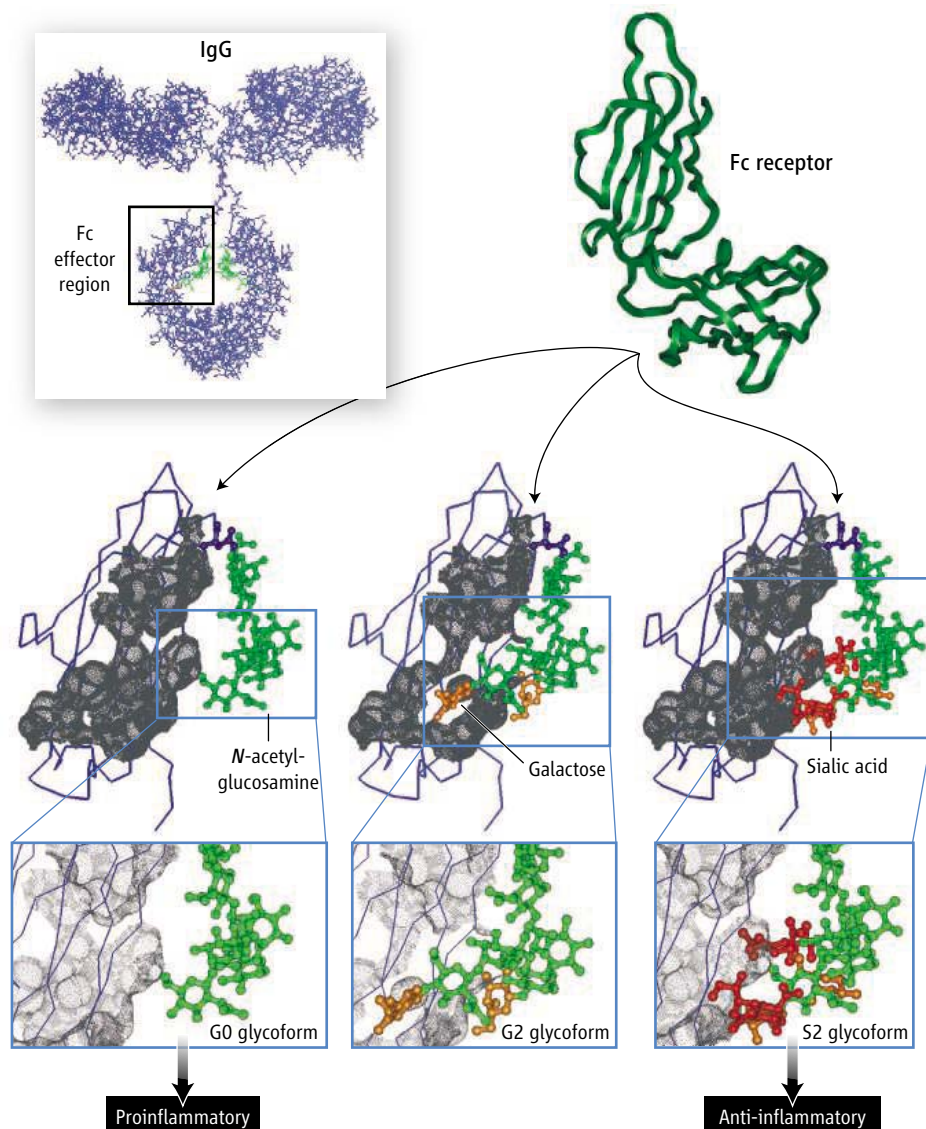 IgG
Fc
effector
region
Fc receptor
N-acetyl-
glucosamine
Galactose
Sialic acid
G0 glycoform
G2 glycoform
S2 glycoform
Proinflammatory
Anti-inflammatory